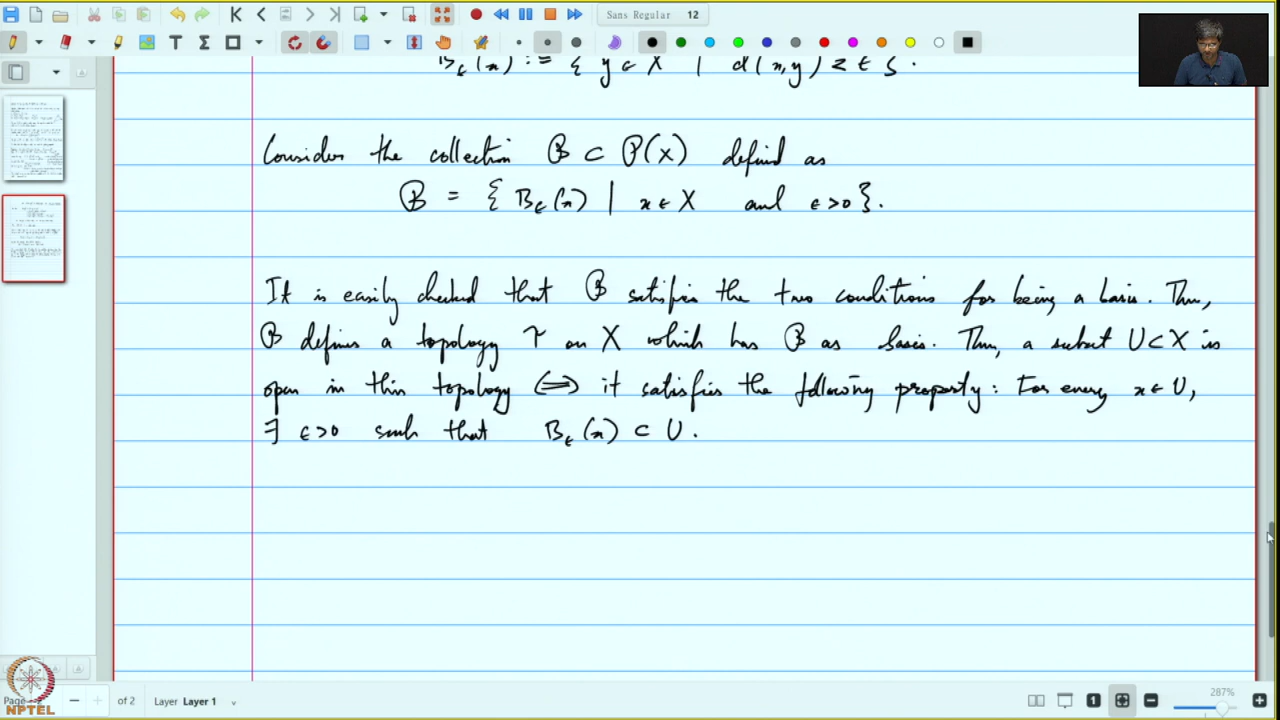 Sans Regular 12
B_ε(x) := { y ∈ X | d(x,y) < ε }.
Consider the collection ℬ ⊂ 𝒫(X) defined as
ℬ = { B_ε(x) | x ∈ X and ε>0 }.
It is easily checked that ℬ satisfies the two conditions for being a basis. Thus,
ℬ defines a topology τ on X which has ℬ as basis. Thus, a subset U ⊂ X is
open in this topology ⟺ it satisfies the following property: For every x ∈ U,
∃ ε>0 such that B_ε(x) ⊂ U.
Page of 2 Layer Layer 1 287%
NPTEL